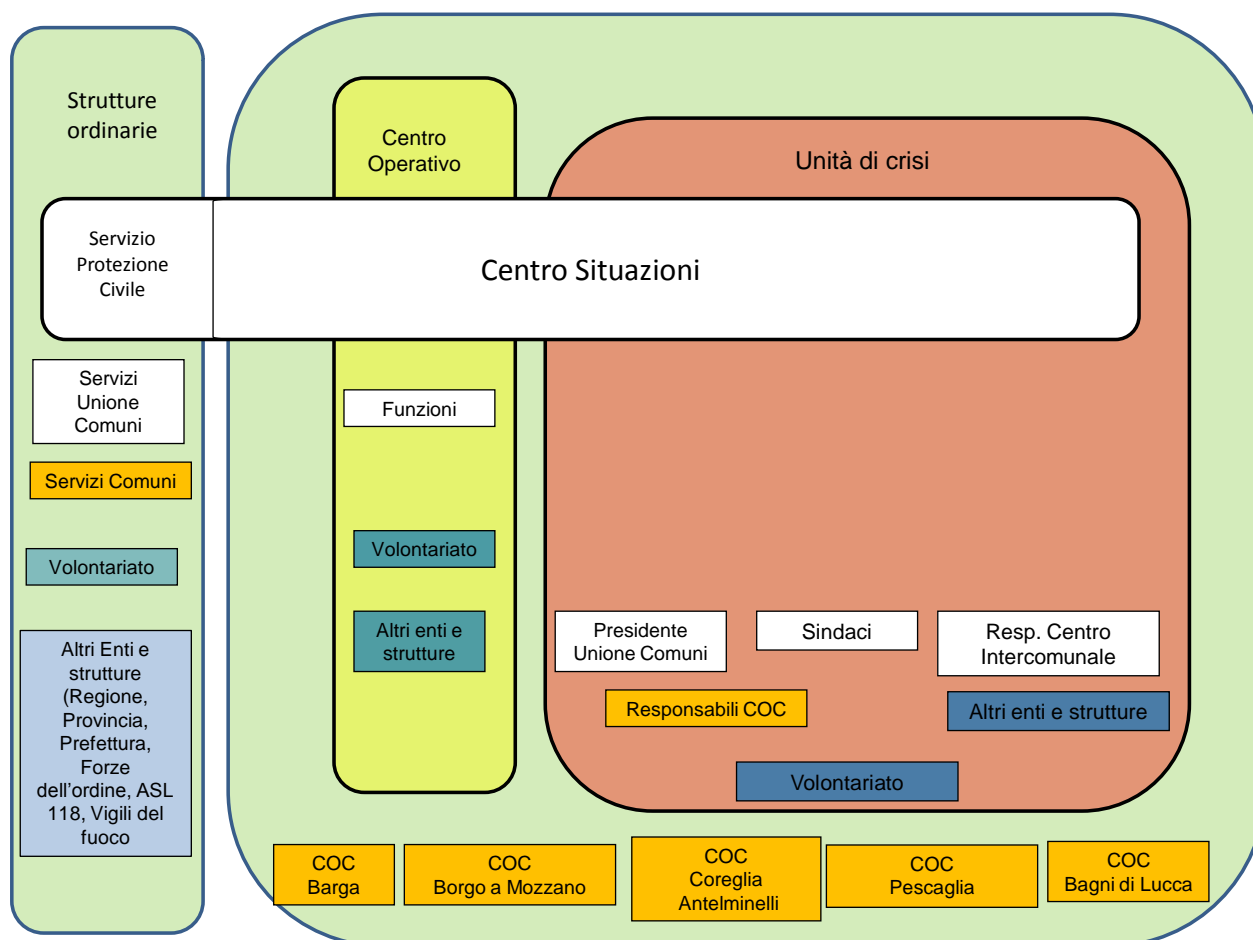 Strutture
ordinarie
Centro
Operativo
Unità di crisi
Servizio
Protezione
Civile
Centro Situazioni
Servizi
Unione
Comuni
Servizi Comuni
Volontariato
Altri Enti e
strutture
(Regione,
Provincia,
Prefettura,
Forze
dell’ordine, ASL
118, Vigili del
fuoco
Funzioni
Volontariato
Altri enti e
strutture
Presidente
Unione Comuni
Sindaci
Resp. Centro
Intercomunale
Responsabili COC
Altri enti e strutture
Volontariato
COC
Barga
COC
Borgo a Mozzano
COC
Coreglia
Antelminelli
COC
Pescaglia
COC
Bagni di Lucca